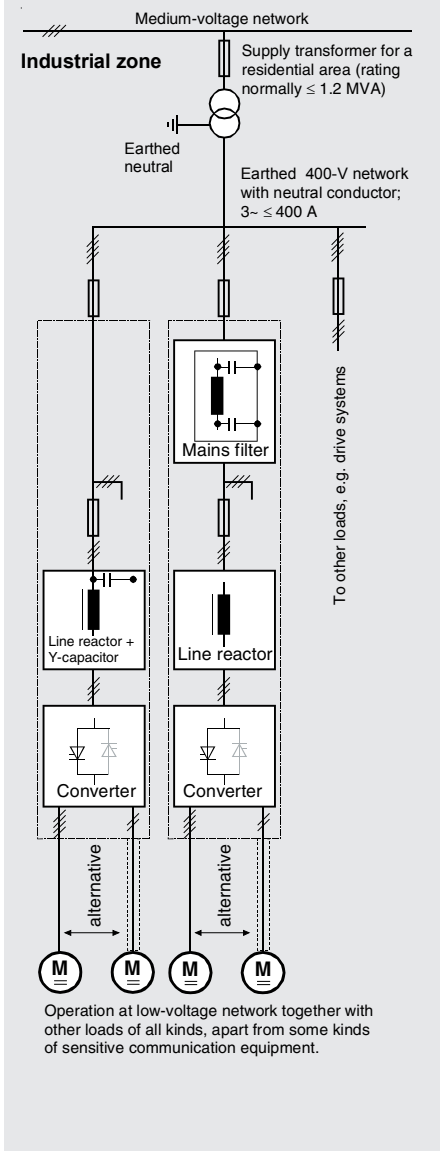 Medium-voltage network
Industrial zone
Supply transformer for a
residential area (rating
normally ≤ 1.2 MVA)
Earthed
neutral
Earthed 400-V network
with neutral conductor;
3~ ≤ 400 A
Mains filter
To other loads, e.g. drive systems
Line reactor +
Y-capacitor
Line reactor
Converter
Converter
alternative
alternative
M
M
M
M
Operation at low-voltage network together with
other loads of all kinds, apart from some kinds
of sensitive communication equipment.